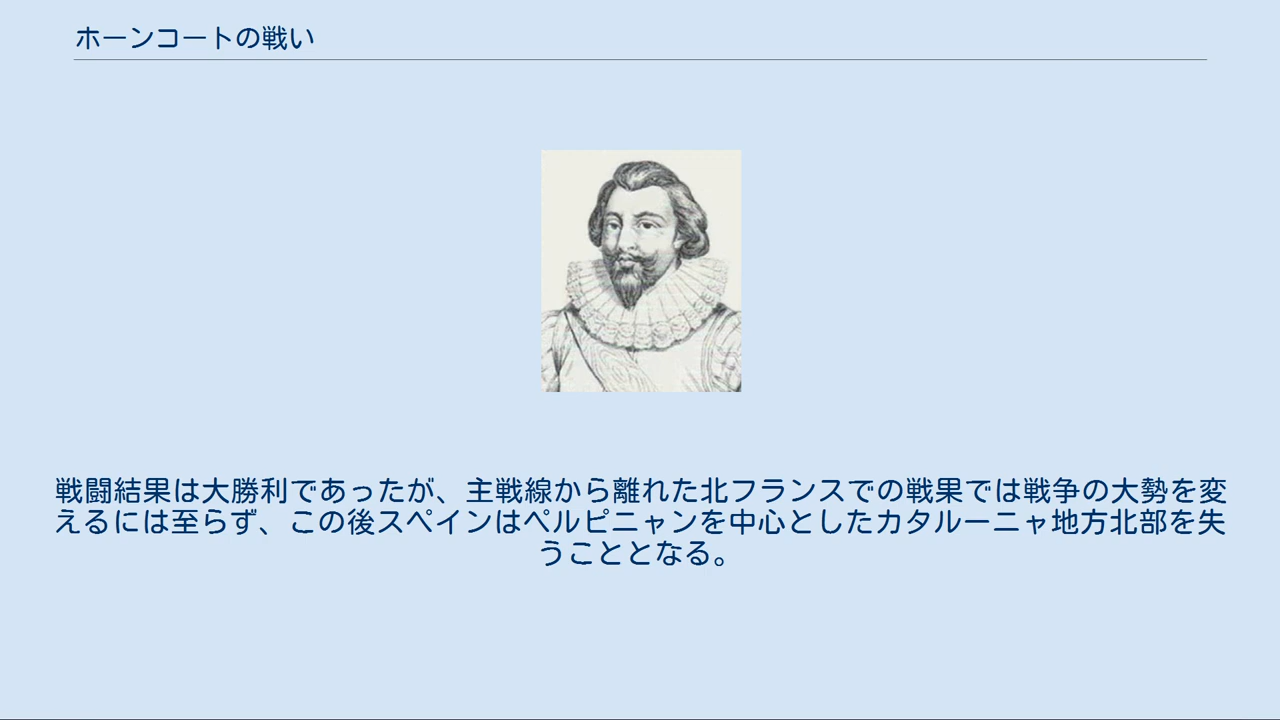 ホーンコートの戦い
戦闘結果は大勝利であったが、主戦線から離れた北フランスでの戦果では戦争の大勢を変
えるには至らず、この後スペインはペルピニャンを中心としたカタルーニャ地方北部を失
うこととなる。